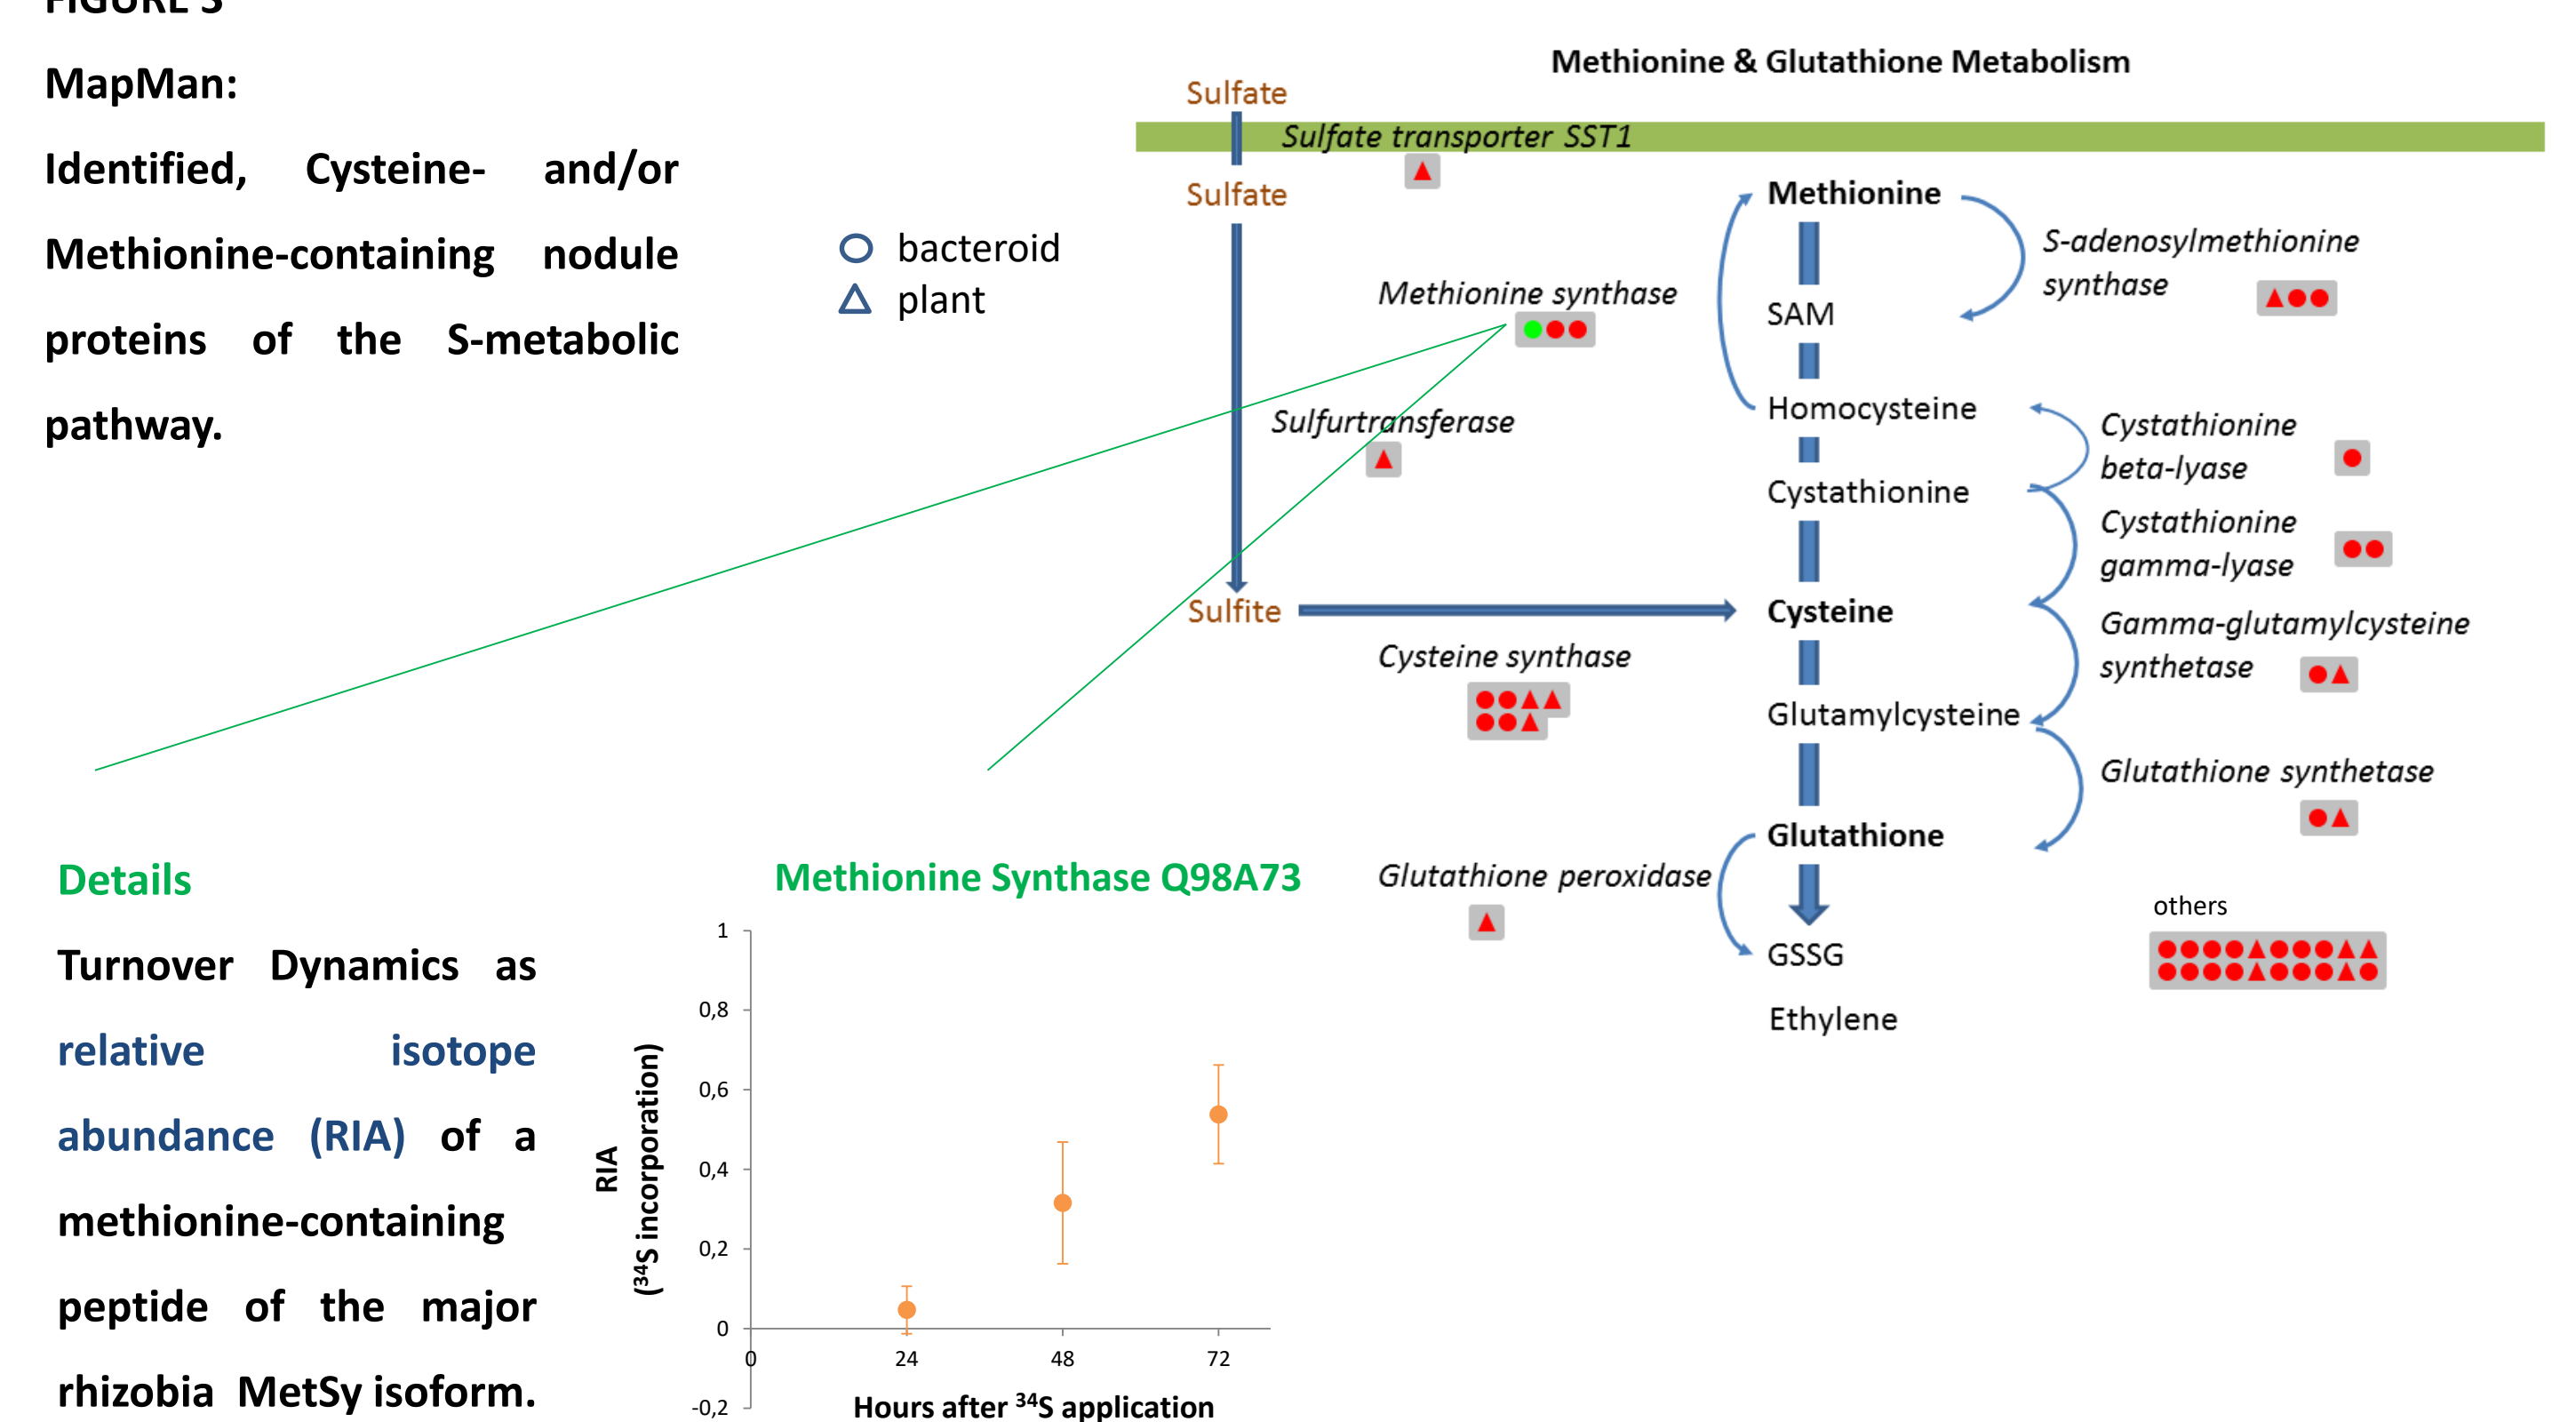 FIGURE S
MapMan:
Identified, Cysteine- and/or
Methionine-containing nodule
proteins of the S-metabolic
pathway.
bacteroid
plant
Methionine & Glutathione Metabolism
Sulfate
Sulfate transporter SST1
Sulfate
Methionine
S-adenosylmethionine
synthase
Methionine synthase
SAM
Homocysteine
Sulfurtransferase
Cystathionine
beta-lyase
Cystathionine
Cystathionine
gamma-lyase
Sulfite
Cysteine
Gamma-glutamylcysteine
synthetase
Cysteine synthase
Glutamylcysteine
Glutathione synthetase
Glutathione
Glutathione peroxidase
others
GSSG
Ethylene
Details
Turnover Dynamics as
relative isotope
abundance (RIA) of a
methionine-containing
peptide of the major
rhizobia MetSy isoform.
Methionine Synthase Q98A73
RIA
(³⁴S incorporation)
1
0,8
0,6
0,4
0,2
0
-0,2
0 24 48 72
Hours after ³⁴S application